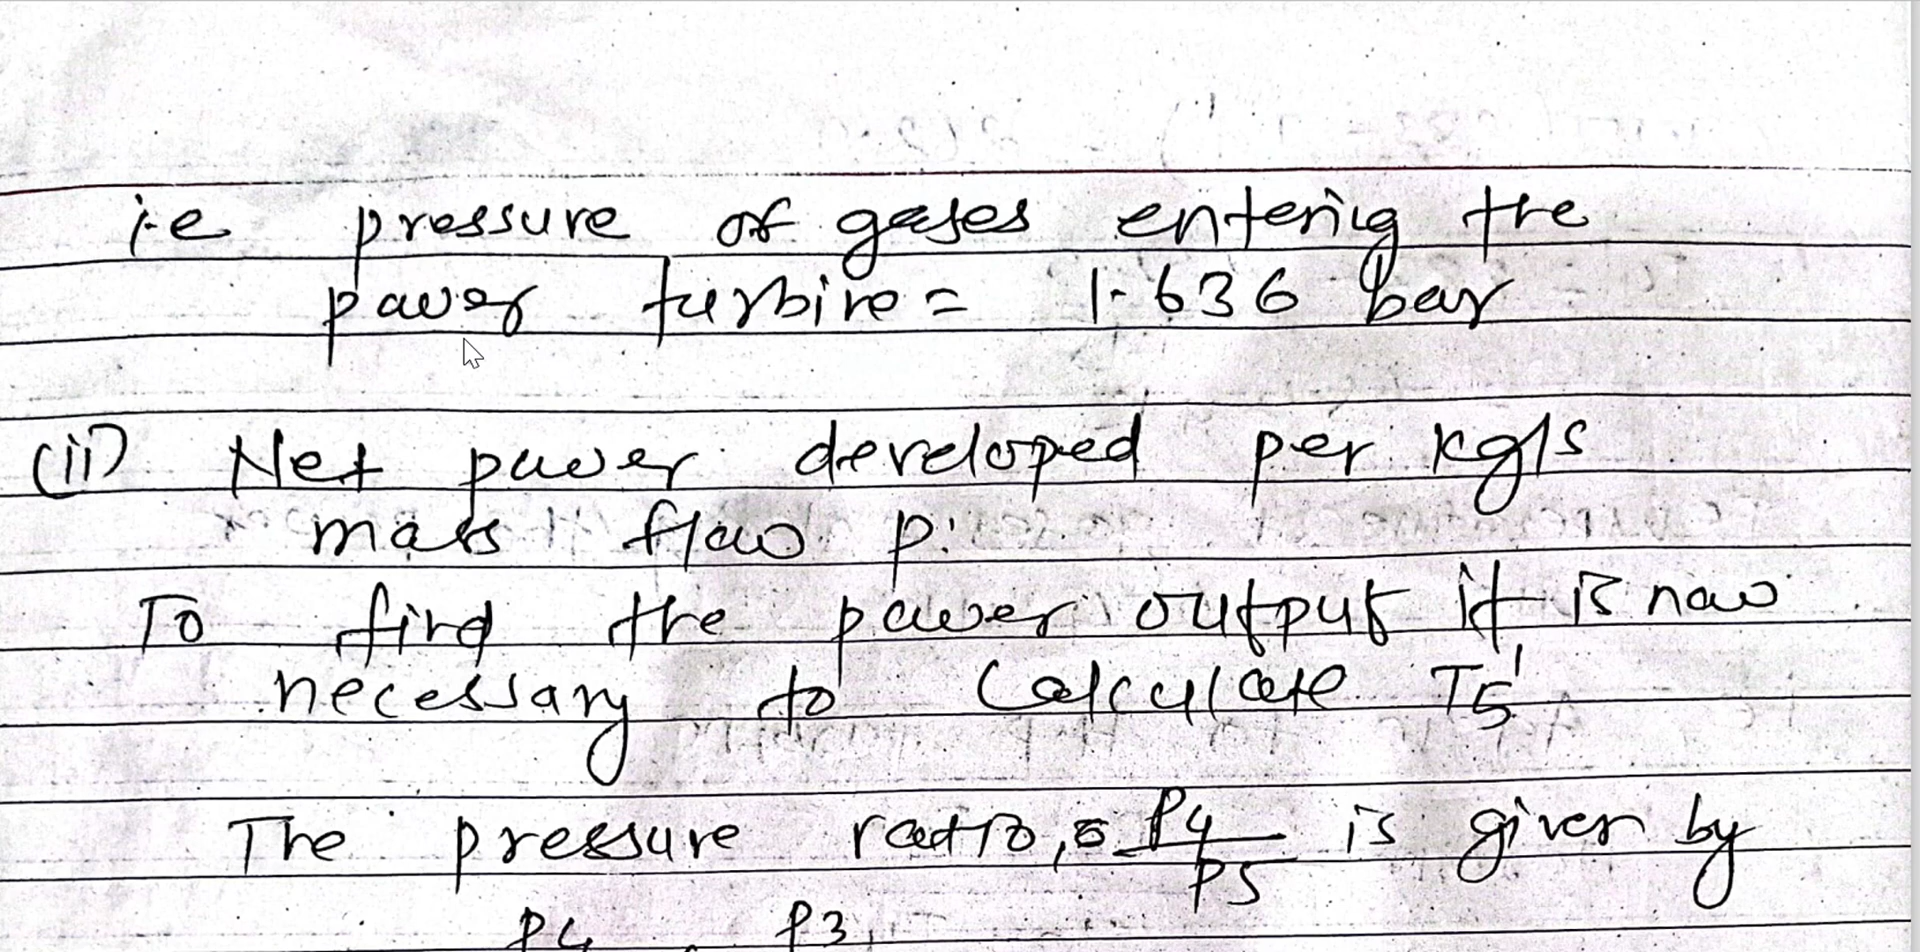 i.e pressure of gases entering the
power turbine = 1.636 bar
(ii) Net power developed per kg/s
mass flow P:
To find the power output it is now
necessary to calculate T5'
The pressure ratio, P4/P5 is given by
P4 P3